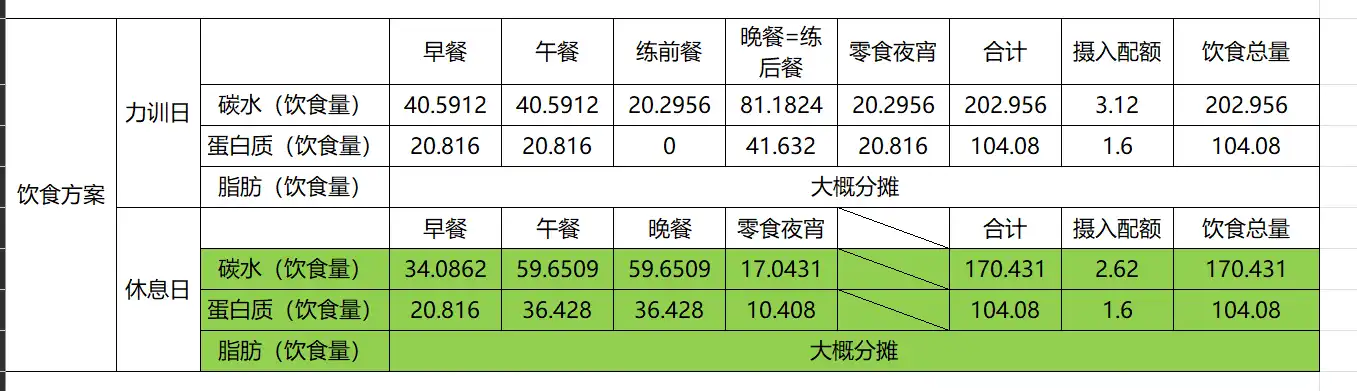 早餐 午餐 练前餐 晚餐=练后餐 零食夜宵 合计 摄入配额 饮食总量
力训日
碳水（饮食量） 40.5912 40.5912 20.2956 81.1824 20.2956 202.956 3.12 202.956
蛋白质（饮食量） 20.816 20.816 0 41.632 20.816 104.08 1.6 104.08
脂肪（饮食量） 大概分摊
饮食方案
早餐 午餐 晚餐 零食夜宵 合计 摄入配额 饮食总量
休息日
碳水（饮食量） 34.0862 59.6509 59.6509 17.0431 170.431 2.62 170.431
蛋白质（饮食量） 20.816 36.428 36.428 10.408 104.08 1.6 104.08
脂肪（饮食量） 大概分摊